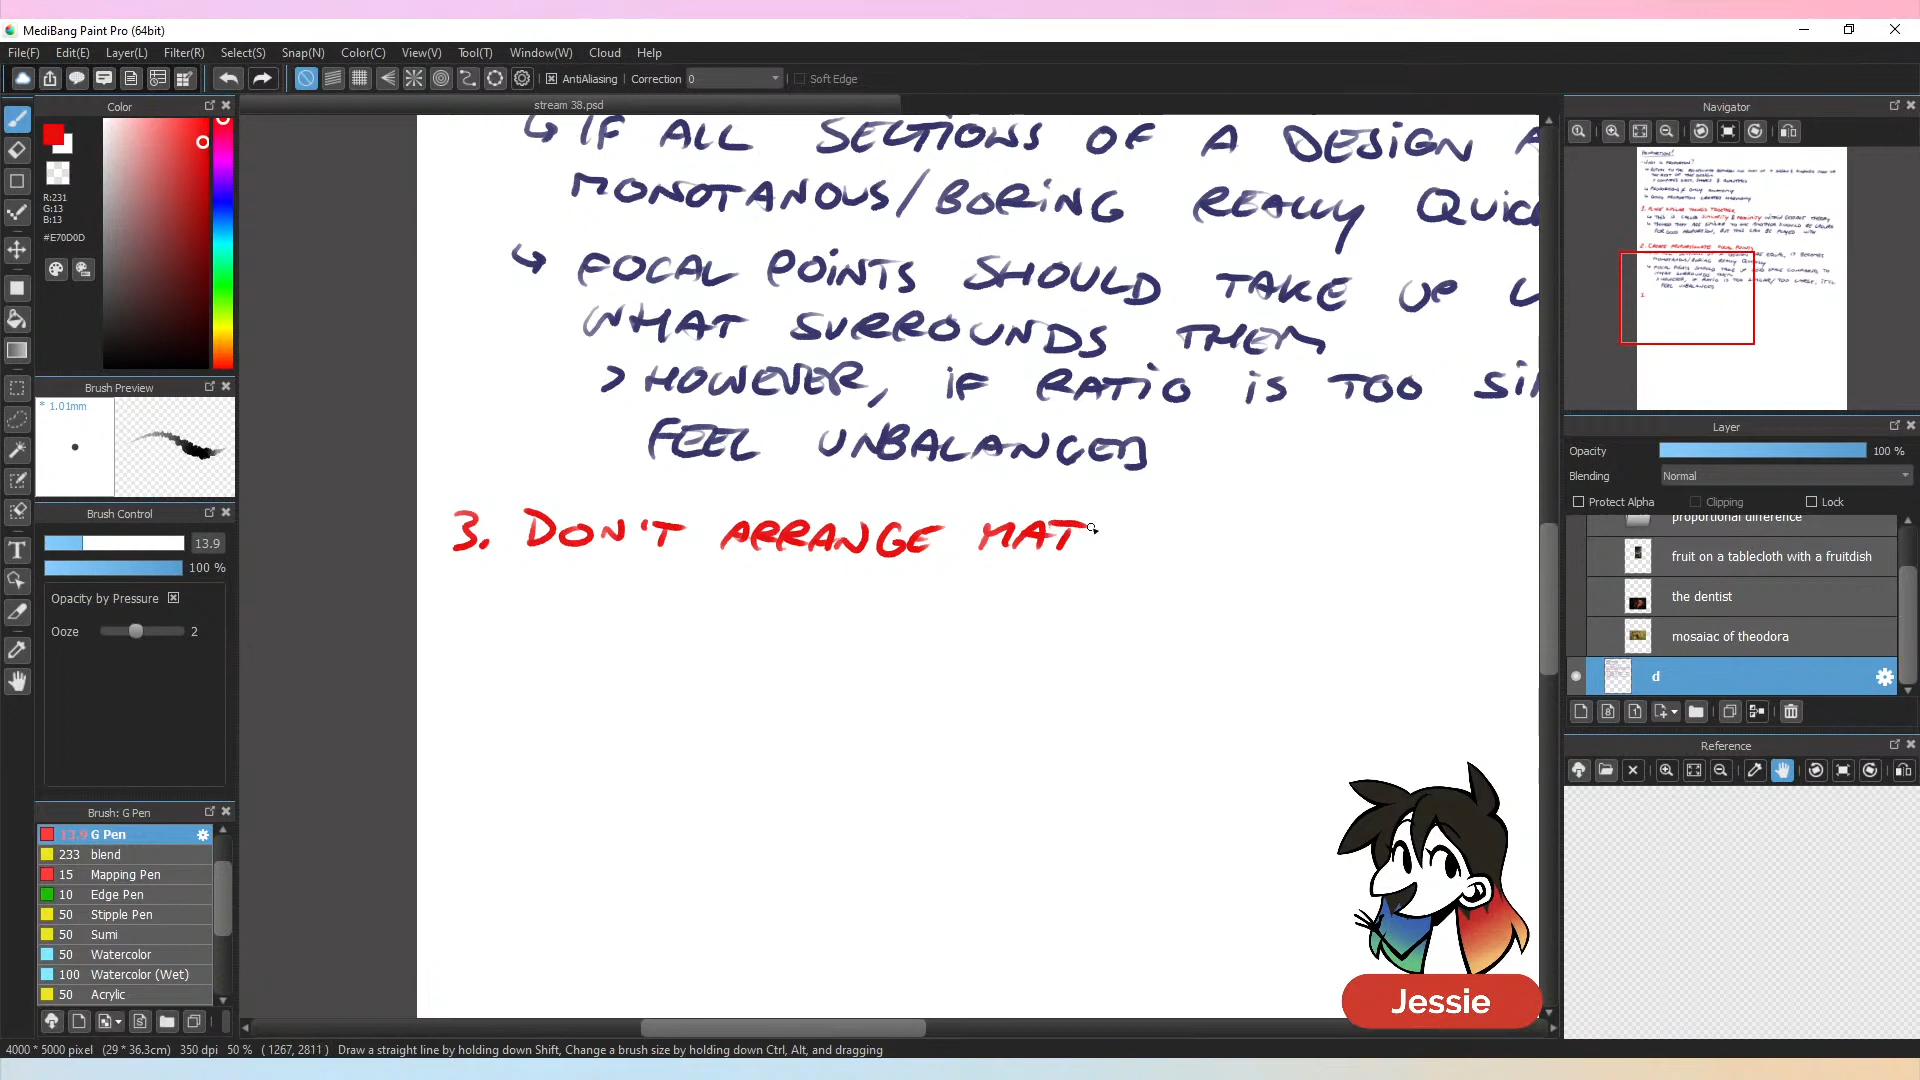 MediBang Paint Pro (64bit)
File(F) Edit(E) Layer(L) Filter(R) Select(S) Snap(N) Color(C) View(V) Tool(T) Window(W) Cloud Help
AntiAliasing Correction 0 Soft Edge
Color
stream 38.psd
Navigator
R:231
G:13
B:13
#E70D0D
Brush Preview
* 1.01mm
Brush Control
13.9
100 %
Opacity by Pressure
Ooze 2
Brush: G Pen
13.9 G Pen
233 blend
15 Mapping Pen
10 Edge Pen
50 Stipple Pen
50 Sumi
50 Watercolor
100 Watercolor (Wet)
50 Acrylic
↳ IF ALL SECTIONS OF A DESIGN A
MONOTANOUS/BORING REALLY QUIC
↳ FOCAL POINTS SHOULD TAKE UP
WHAT SURROUNDS THEM
> HOWEVER, IF RATIO IS TOO SI
FEEL UNBALANCED
3. DON'T ARRANGE MAT
PROPORTION!
Layer
Opacity 100 %
Blending Normal
Protect Alpha Clipping Lock
proportional difference
fruit on a tablecloth with a fruitdish
the dentist
mosaiac of theodora
d
Reference
Jessie
4000 * 5000 pixel (29 * 36.3cm) 350 dpi 50 % ( 1267, 2811 ) Draw a straight line by holding down Shift, Change a brush size by holding down Ctrl, Alt, and dragging